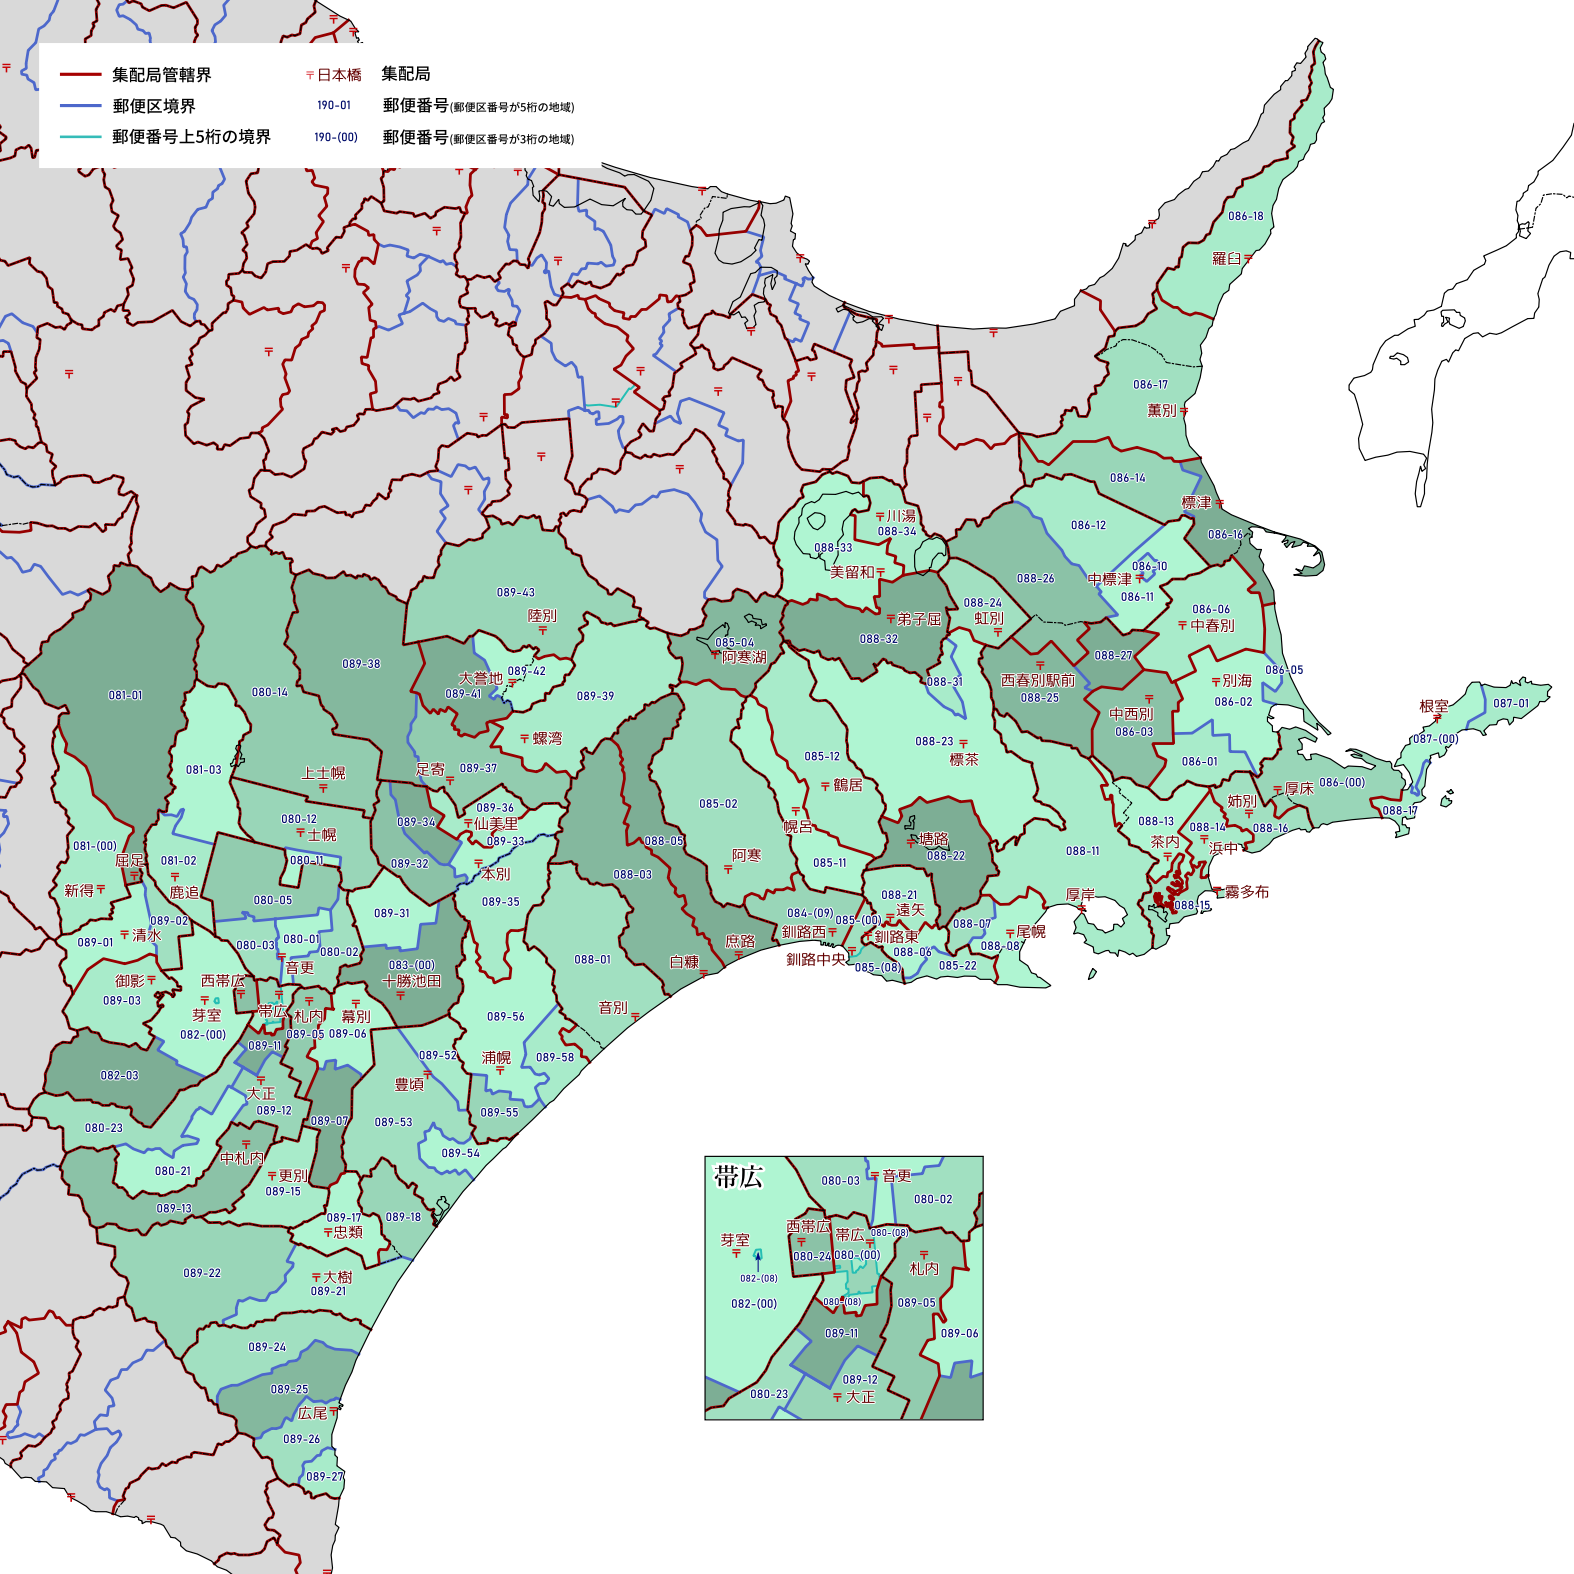 集配局管轄界
〒日本橋 集配局
郵便区境界
190-01 郵便番号(郵便区番号が5桁の地域)
郵便番号上5桁の境界
190-(00) 郵便番号(郵便区番号が3桁の地域)
086-18
羅臼
086-17
薫別
086-14
標津
086-16
086-12
川湯
088-34
088-33
美留和
086-10
中標津
086-11
088-26
088-24
虹別
086-06
中春別
弟子屈
088-32
089-43
陸別
085-04
阿寒湖
088-27
西春別駅前
088-25
089-38
大誉地
089-42
089-41
089-39
088-31
別海
086-02
086-05
081-01
080-14
中西別
086-03
根室
087-01
087-(00)
螺湾
088-23
標茶
085-12
086-01
081-03
上士幌
足寄
089-37
鶴居
厚床
086-(00)
姉別
088-17
089-36
仙美里
085-02
幌呂
080-12
士幌
089-34
089-33
088-05
塘路
088-22
088-13
088-14
088-16
茶内
浜中
081-(00)
屈足
081-02
080-11
089-32
本別
088-03
阿寒
085-11
088-11
新得
鹿追
080-05
089-35
088-21
遠矢
厚岸
霧多布
088-15
089-02
089-31
084-(09)
085-(00)
088-07
清水
089-01
080-03
080-01
080-02
庶路
釧路西
釧路東
尾幌
088-08
音更
083-(00)
十勝池田
088-01
白糠
釧路中央
088-06
085-22
085-(08)
御影
西帯広
089-03
芽室
帯広
札内
幕別
089-56
音別
082-(00)
089-05
089-06
089-11
089-52
浦幌
089-58
082-03
大正
豊頃
089-12
089-07
089-53
089-55
080-23
中札内
089-54
080-21
更別
089-15
089-13
089-17
忠類
089-18
089-22
大樹
089-21
089-24
089-25
広尾
089-26
089-27
帯広
080-03
音更
080-02
西帯広
帯広
080-(08)
芽室
080-24
080-(00)
札内
082-(08)
082-(00)
080-(08)
089-05
089-11
089-06
089-12
080-23
大正